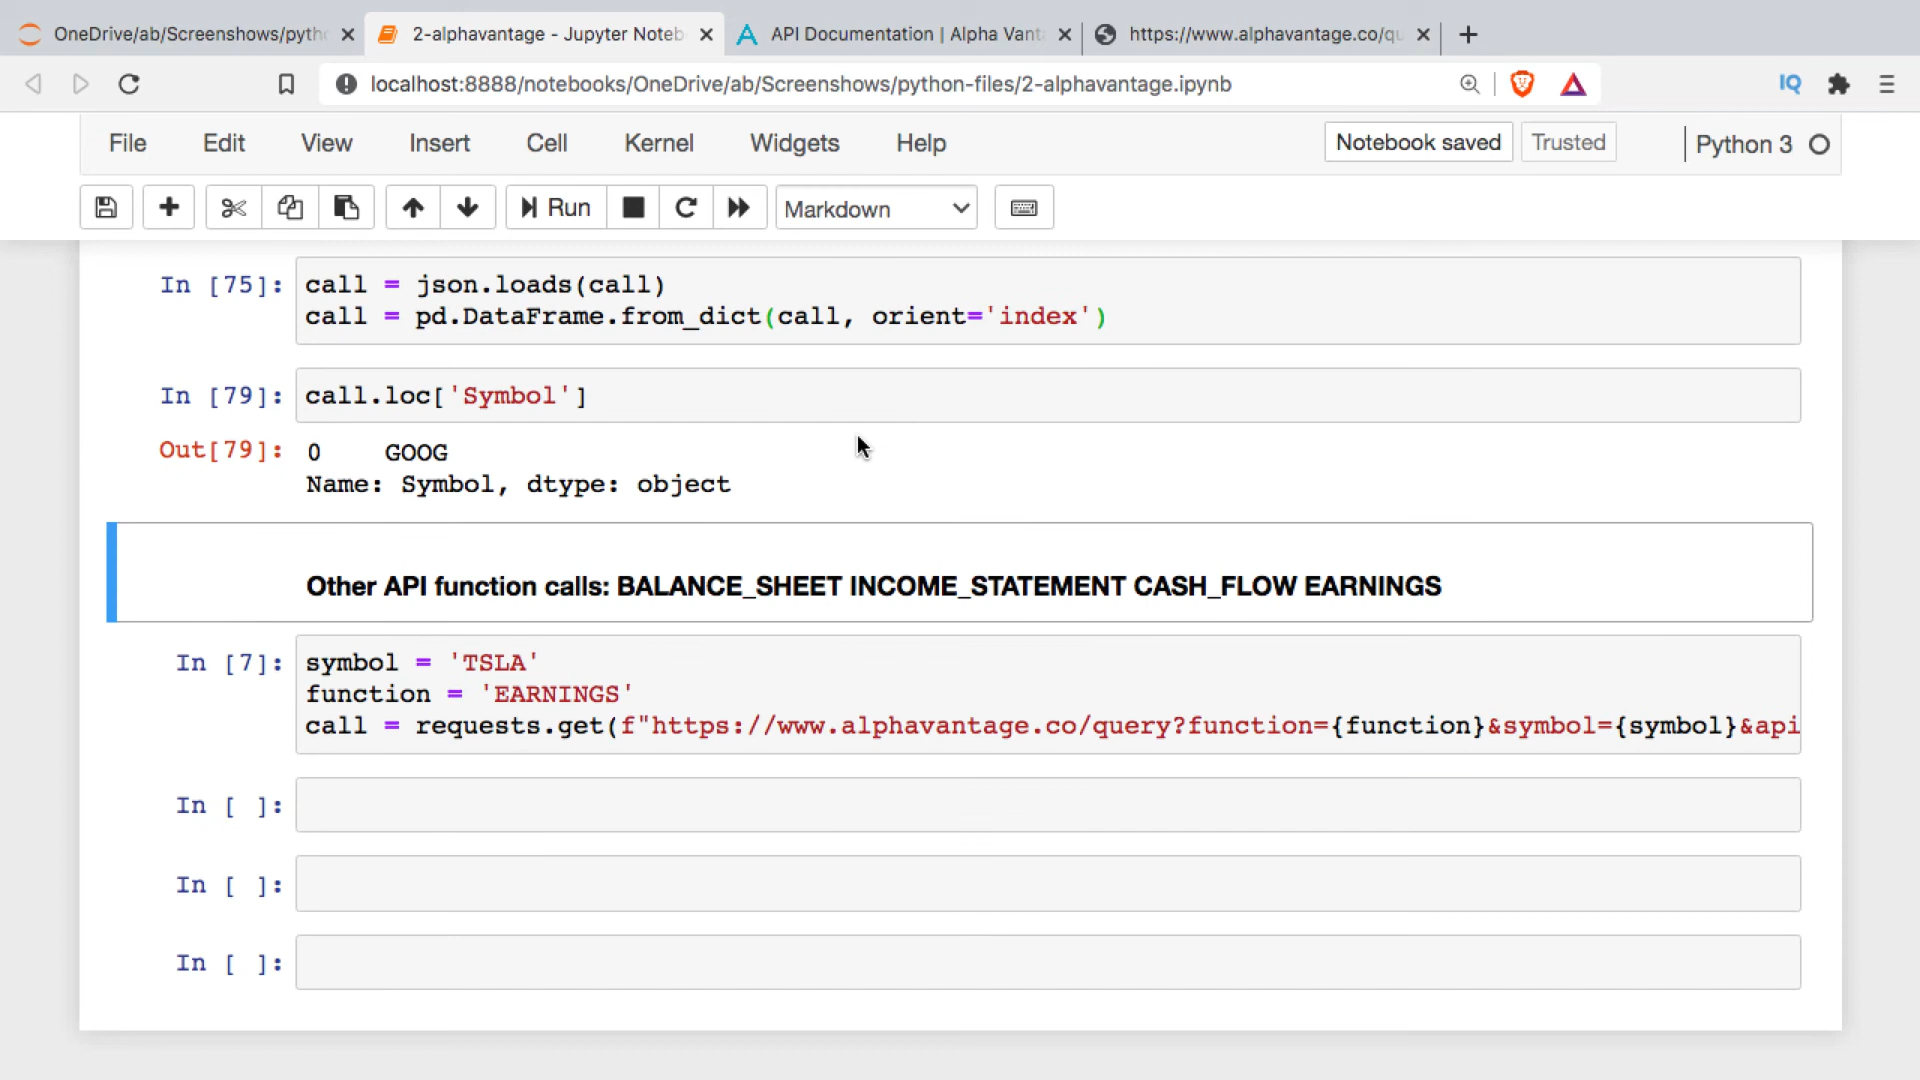 OneDrive/ab/Screenshows/pyth
2-alphavantage - Jupyter Noteb
API Documentation | Alpha Vant
https://www.alphavantage.co/qu
localhost:8888/notebooks/OneDrive/ab/Screenshows/python-files/2-alphavantage.ipynb
IQ
File Edit View Insert Cell Kernel Widgets Help
Notebook saved Trusted Python 3
Run Markdown
In [75]: call = json.loads(call)
call = pd.DataFrame.from_dict(call, orient='index')
In [79]: call.loc['Symbol']
Out[79]: 0    GOOG
Name: Symbol, dtype: object
Other API function calls: BALANCE_SHEET INCOME_STATEMENT CASH_FLOW EARNINGS
In [7]: symbol = 'TSLA'
function = 'EARNINGS'
call = requests.get(f"https://www.alphavantage.co/query?function={function}&symbol={symbol}&api
In [ ]:
In [ ]:
In [ ]: